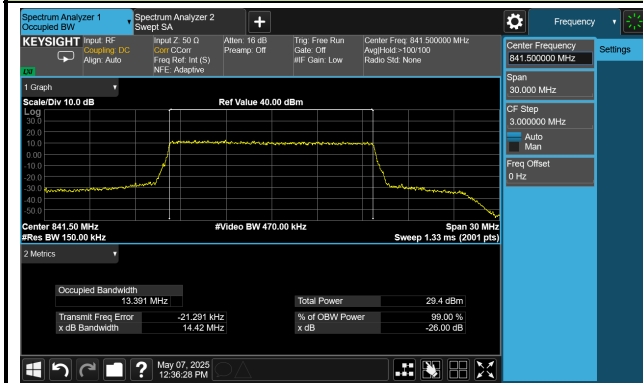 Spectrum Analyzer 1
Occupied BW
Spectrum Analyzer 2
Swept SA
+
Frequency
KEYSIGHT
Input: RF
Coupling: DC
Align: Auto
Input Z: 50 Ω
Corr CCorr
Freq Ref: Int (S)
NFE: Adaptive
Atten: 16 dB
Preamp: Off
Trig: Free Run
Gate: Off
#IF Gain: Low
Center Freq: 841.500000 MHz
Avg|Hold:>100/100
Radio Std: None
LXI
Center Frequency
841.500000 MHz
Settings
Span
30.000 MHz
CF Step
3.000000 MHz
Auto
Man
Freq Offset
0 Hz
1 Graph
Scale/Div 10.0 dB
Ref Value 40.00 dBm
Log
30.0
20.0
10.0
0.00
-10.0
-20.0
-30.0
-40.0
-50.0
Center 841.50 MHz
#Video BW 470.00 kHz
Span 30 MHz
#Res BW 150.00 kHz
Sweep 1.33 ms (2001 pts)
2 Metrics
Occupied Bandwidth
13.391 MHz
Total Power 29.4 dBm
Transmit Freq Error -21.291 kHz
% of OBW Power 99.00 %
x dB Bandwidth 14.42 MHz
x dB -26.00 dB
?
May 07, 2025
12:36:28 PM